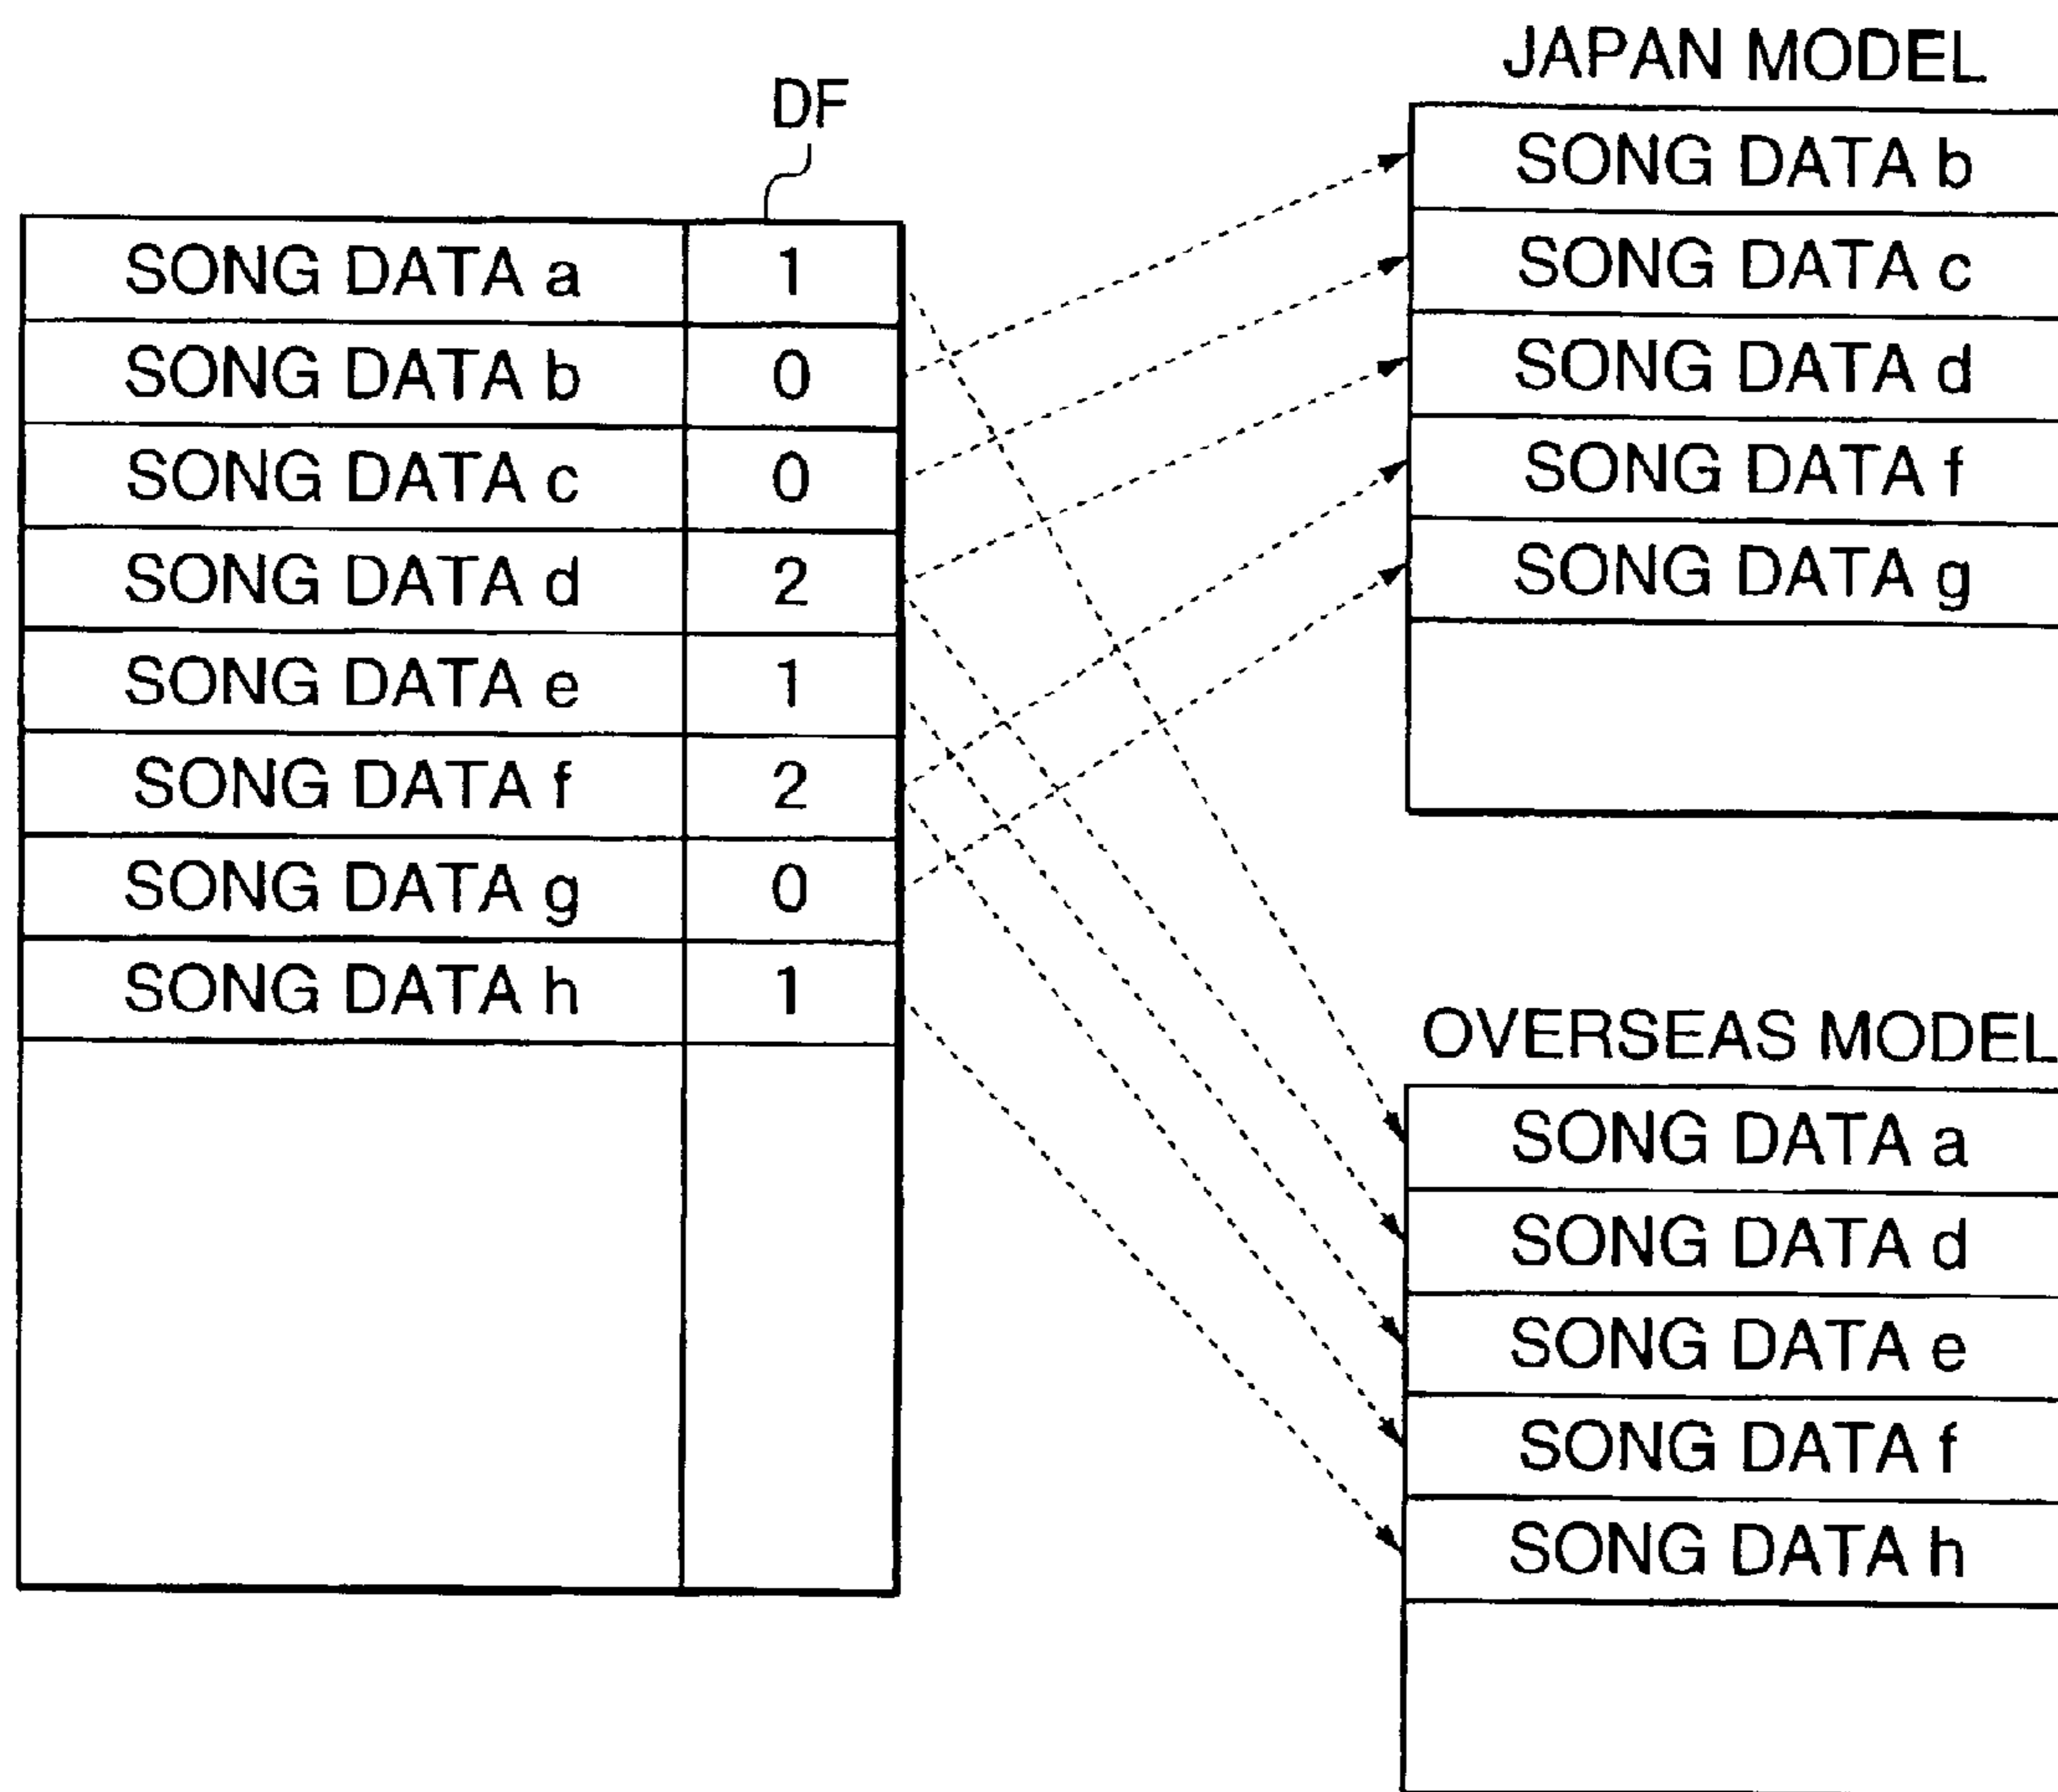 DF
SONG DATA a 1
SONG DATA b 0
SONG DATA c 0
SONG DATA d 2
SONG DATA e 1
SONG DATA f 2
SONG DATA g 0
SONG DATA h 1
JAPAN MODEL
SONG DATA b
SONG DATA c
SONG DATA d
SONG DATA f
SONG DATA g
OVERSEAS MODEL
SONG DATA a
SONG DATA d
SONG DATA e
SONG DATA f
SONG DATA h